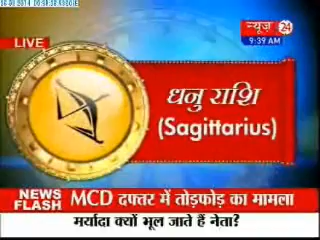 LIVE
न्यूज़ 24
9:39 AM
धनु राशि
(Sagittarius)
NEWS FLASH
MCD दफ्तर में तोड़फोड़ का मामला
मर्यादा क्यों भूल जाते हैं नेता?